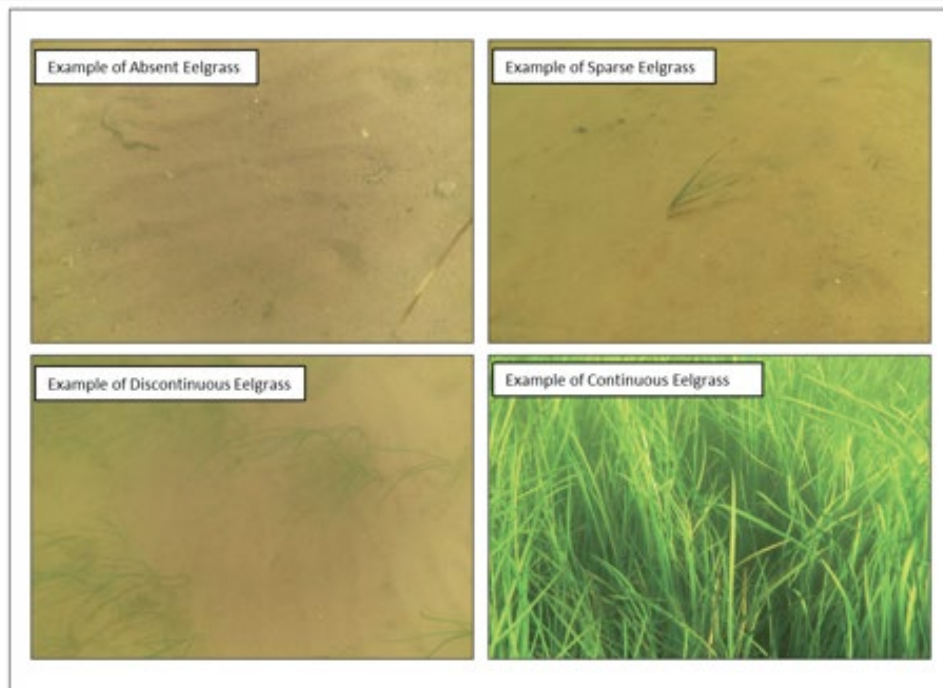 Example of Absent Eelgrass
Example of Sparse Eelgrass
Example of Discontinuous Eelgrass
Example of Continuous Eelgrass